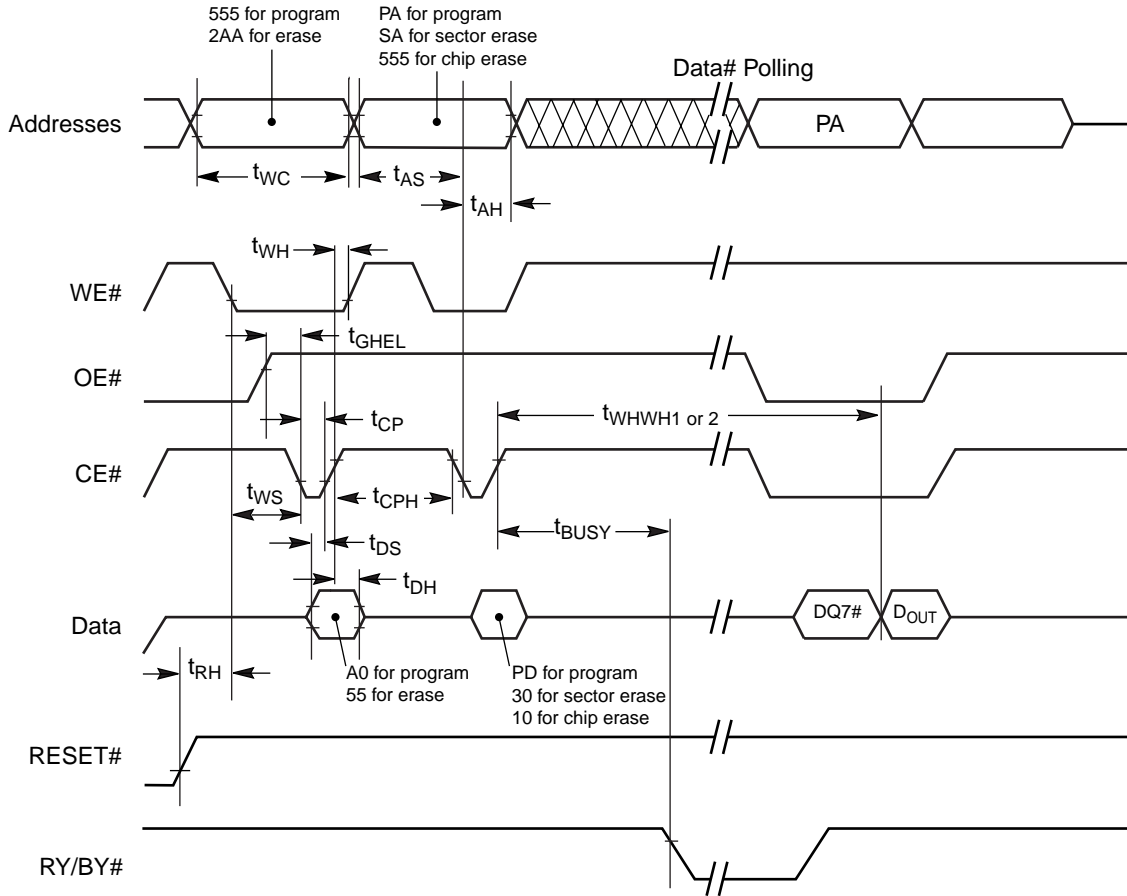 555 for program
2AA for erase
PA for program
SA for sector erase
555 for chip erase
Data# Polling
Addresses
PA
tWC
tAS
tAH
tWH
WE#
tGHEL
OE#
tWHWH1 or 2
tCP
CE#
tWS
tCPH
tBUSY
tDS
tDH
Data
DQ7#
DOUT
tRH
A0 for program
55 for erase
PD for program
30 for sector erase
10 for chip erase
RESET#
RY/BY#